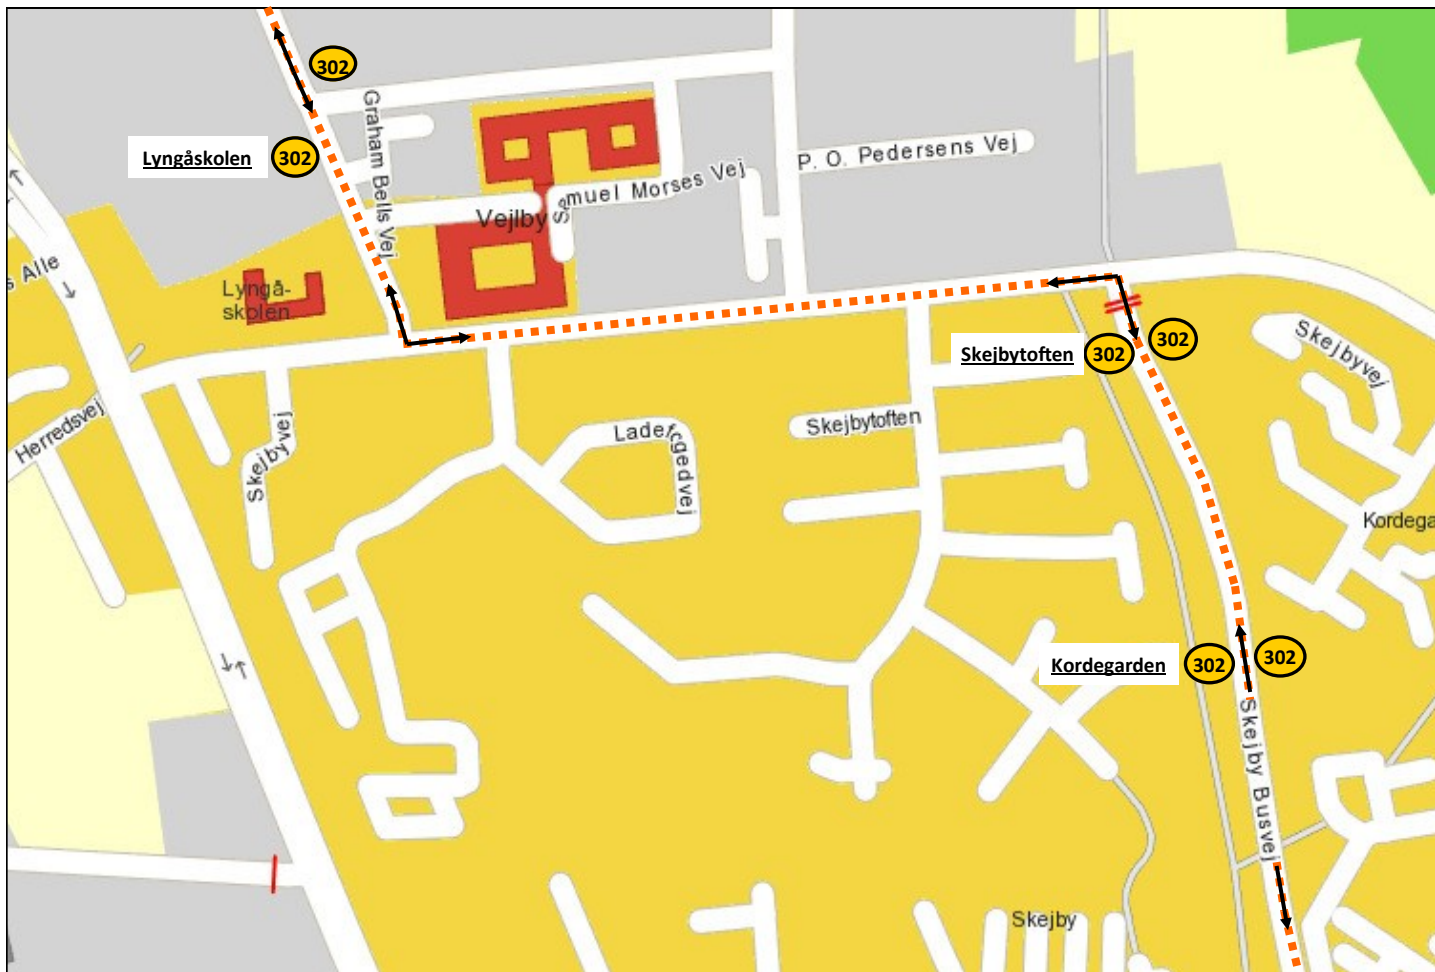 302
Graham Bells Vej
Lyngåskolen
302
P. O. Pedersens Vej
Samuel Morses Vej
Vejlby
s Alle
Lyngå-
skolen
Skejbytoften
302
302
Skejbyvej
Herredsvej
Skejbyvej
Ladefogedvej
Skejbytoften
Kordega
Kordegarden
302
302
Skejby Busvej
Skejby